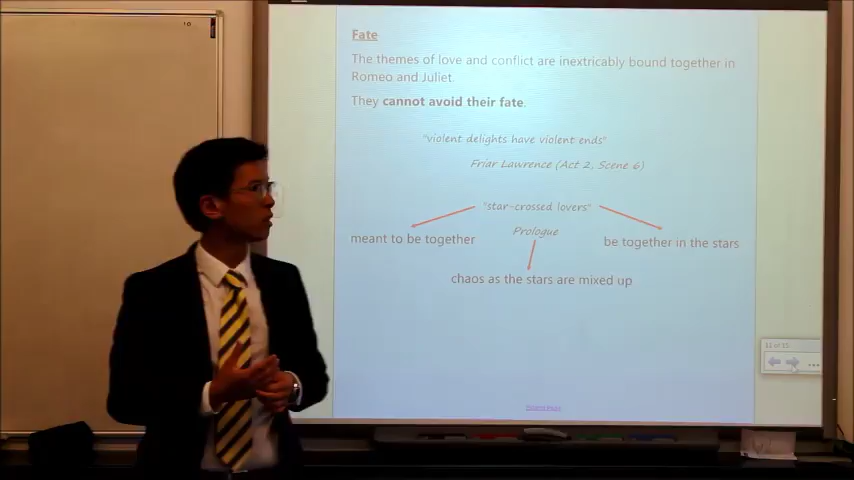 Fate
The themes of love and conflict are inextricably bound together in
Romeo and Juliet.
They cannot avoid their fate.
"violent delights have violent ends"
Friar Lawrence (Act 2, Scene 6)
"star-crossed lovers"
Prologue
meant to be together
be together in the stars
chaos as the stars are mixed up